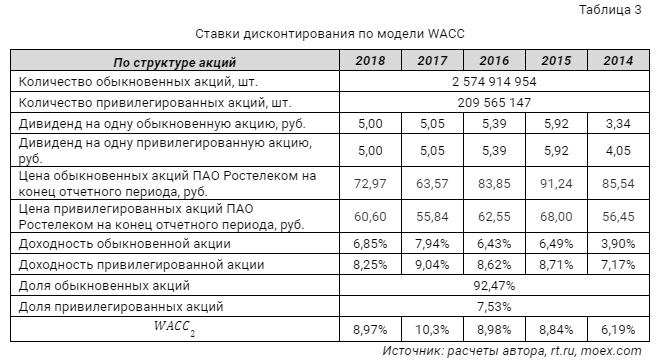 Таблица 3
Ставки дисконтирования по модели WACC
По структуре акций 2018 2017 2016 2015 2014
Количество обыкновенных акций, шт. 2 574 914 954
Количество привилегированных акций, шт. 209 565 147
Дивиденд на одну обыкновенную акцию, руб. 5,00 5,05 5,39 5,92 3,34
Дивиденд на одну привилегированную акцию,
руб. 5,00 5,05 5,39 5,92 4,05
Цена обыкновенных акций ПАО Ростелеком на
конец отчетного периода, руб. 72,97 63,57 83,85 91,24 85,54
Цена привилегированных акций ПАО
Ростелеком на конец отчетного периода, руб. 60,60 55,84 62,55 68,00 56,45
Доходность обыкновенной акции 6,85% 7,94% 6,43% 6,49% 3,90%
Доходность привилегированной акции 8,25% 9,04% 8,62% 8,71% 7,17%
Доля обыкновенных акций 92,47%
Доля привилегированных акций 7,53%
WACC₂ 8,97% 10,3% 8,98% 8,84% 6,19%
Источник: расчеты автора, rt.ru, moex.com